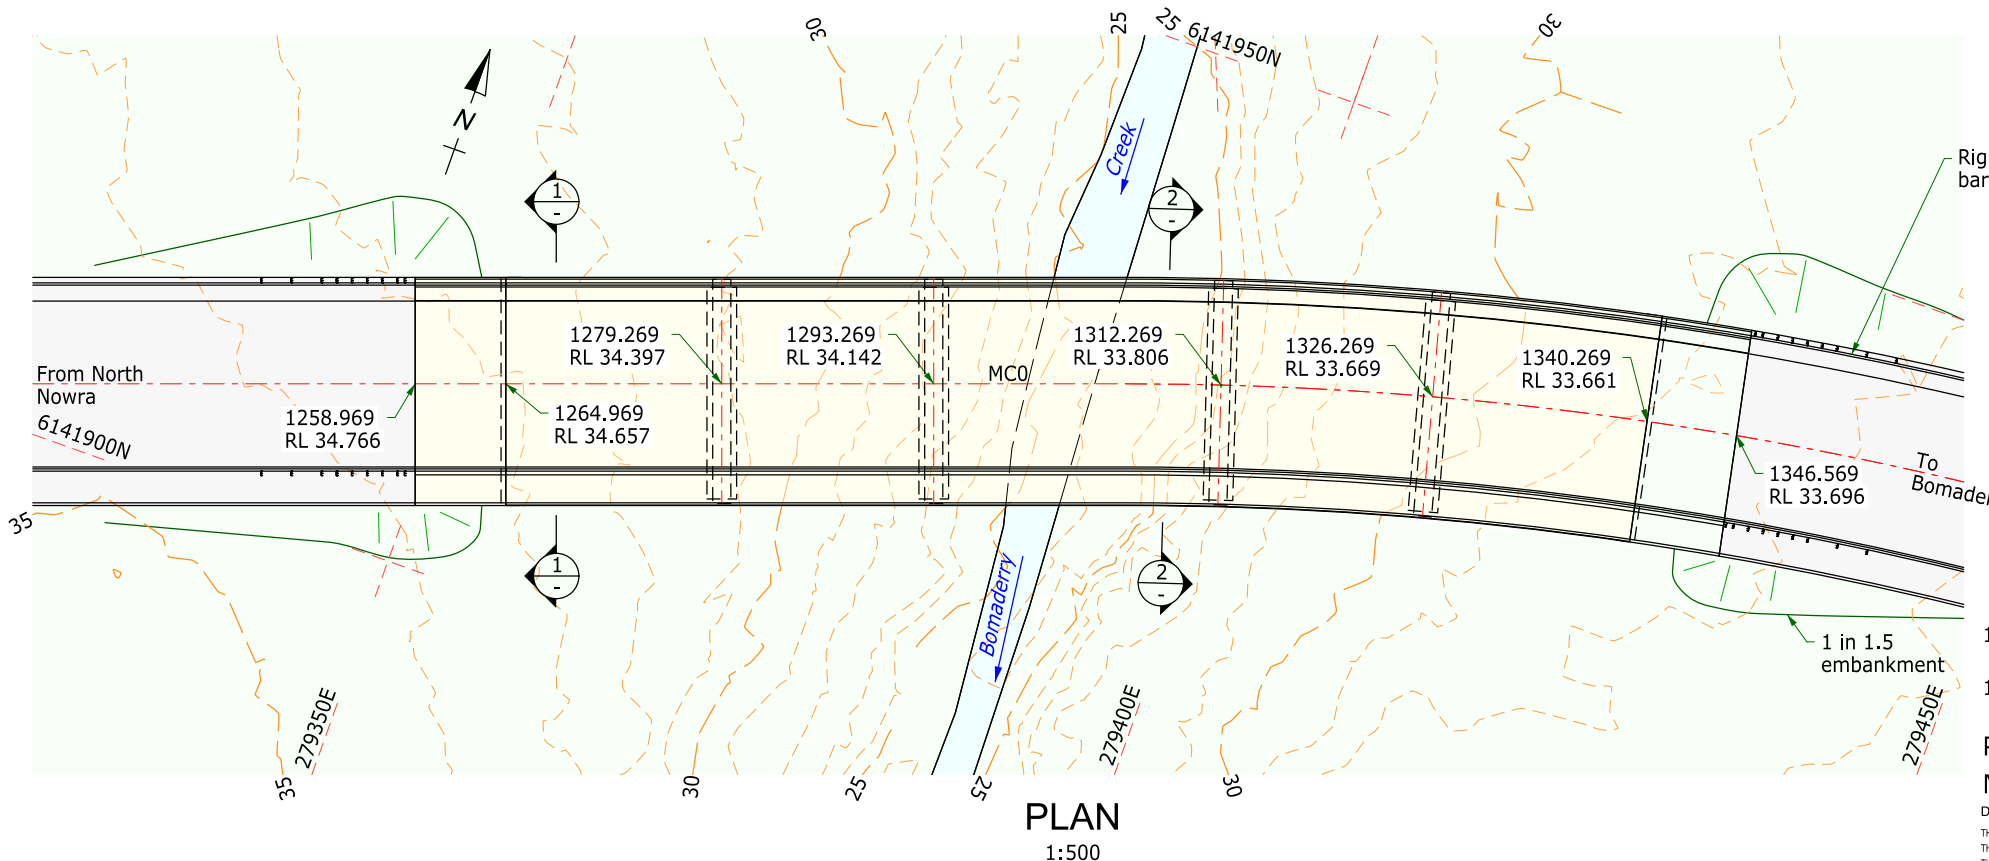 30
25
25
6141950N
30
N
Creek
1
-
2
-
Rig
bar
1279.269
RL 34.397
1293.269
RL 34.142
1312.269
RL 33.806
1326.269
RL 33.669
1340.269
RL 33.661
From North
Nowra
MC0
1258.969
RL 34.766
1264.969
RL 34.657
6141900N
To
Bomader
1346.569
RL 33.696
35
1
-
2
-
Bomaderry
1 in 1.5
embankment
279350E
279400E
279450E
35
30
25
25
30
PLAN
1:500